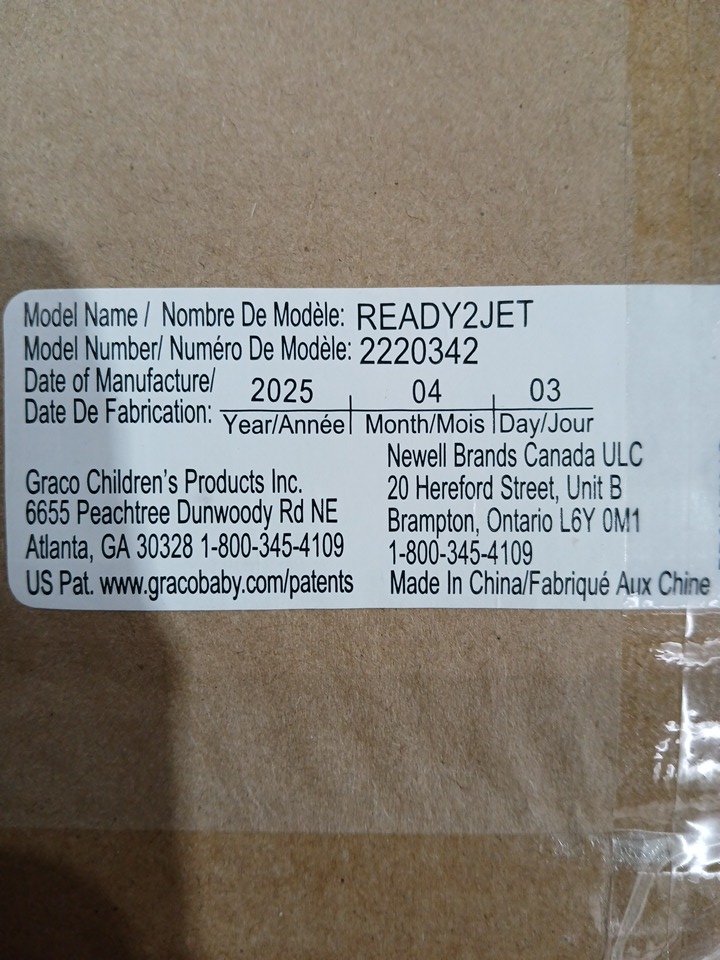 Model Name / Nombre De Modèle: READY2JET
Model Number/ Numéro De Modèle: 2220342
Date of Manufacture/
Date De Fabrication:
2025 04 03
Year/Année Month/Mois Day/Jour
Graco Children's Products Inc.
6655 Peachtree Dunwoody Rd NE
Atlanta, GA 30328 1-800-345-4109
US Pat. www.gracobaby.com/patents
Newell Brands Canada ULC
20 Hereford Street, Unit B
Brampton, Ontario L6Y 0M1
1-800-345-4109
Made In China/Fabriqué Aux Chine